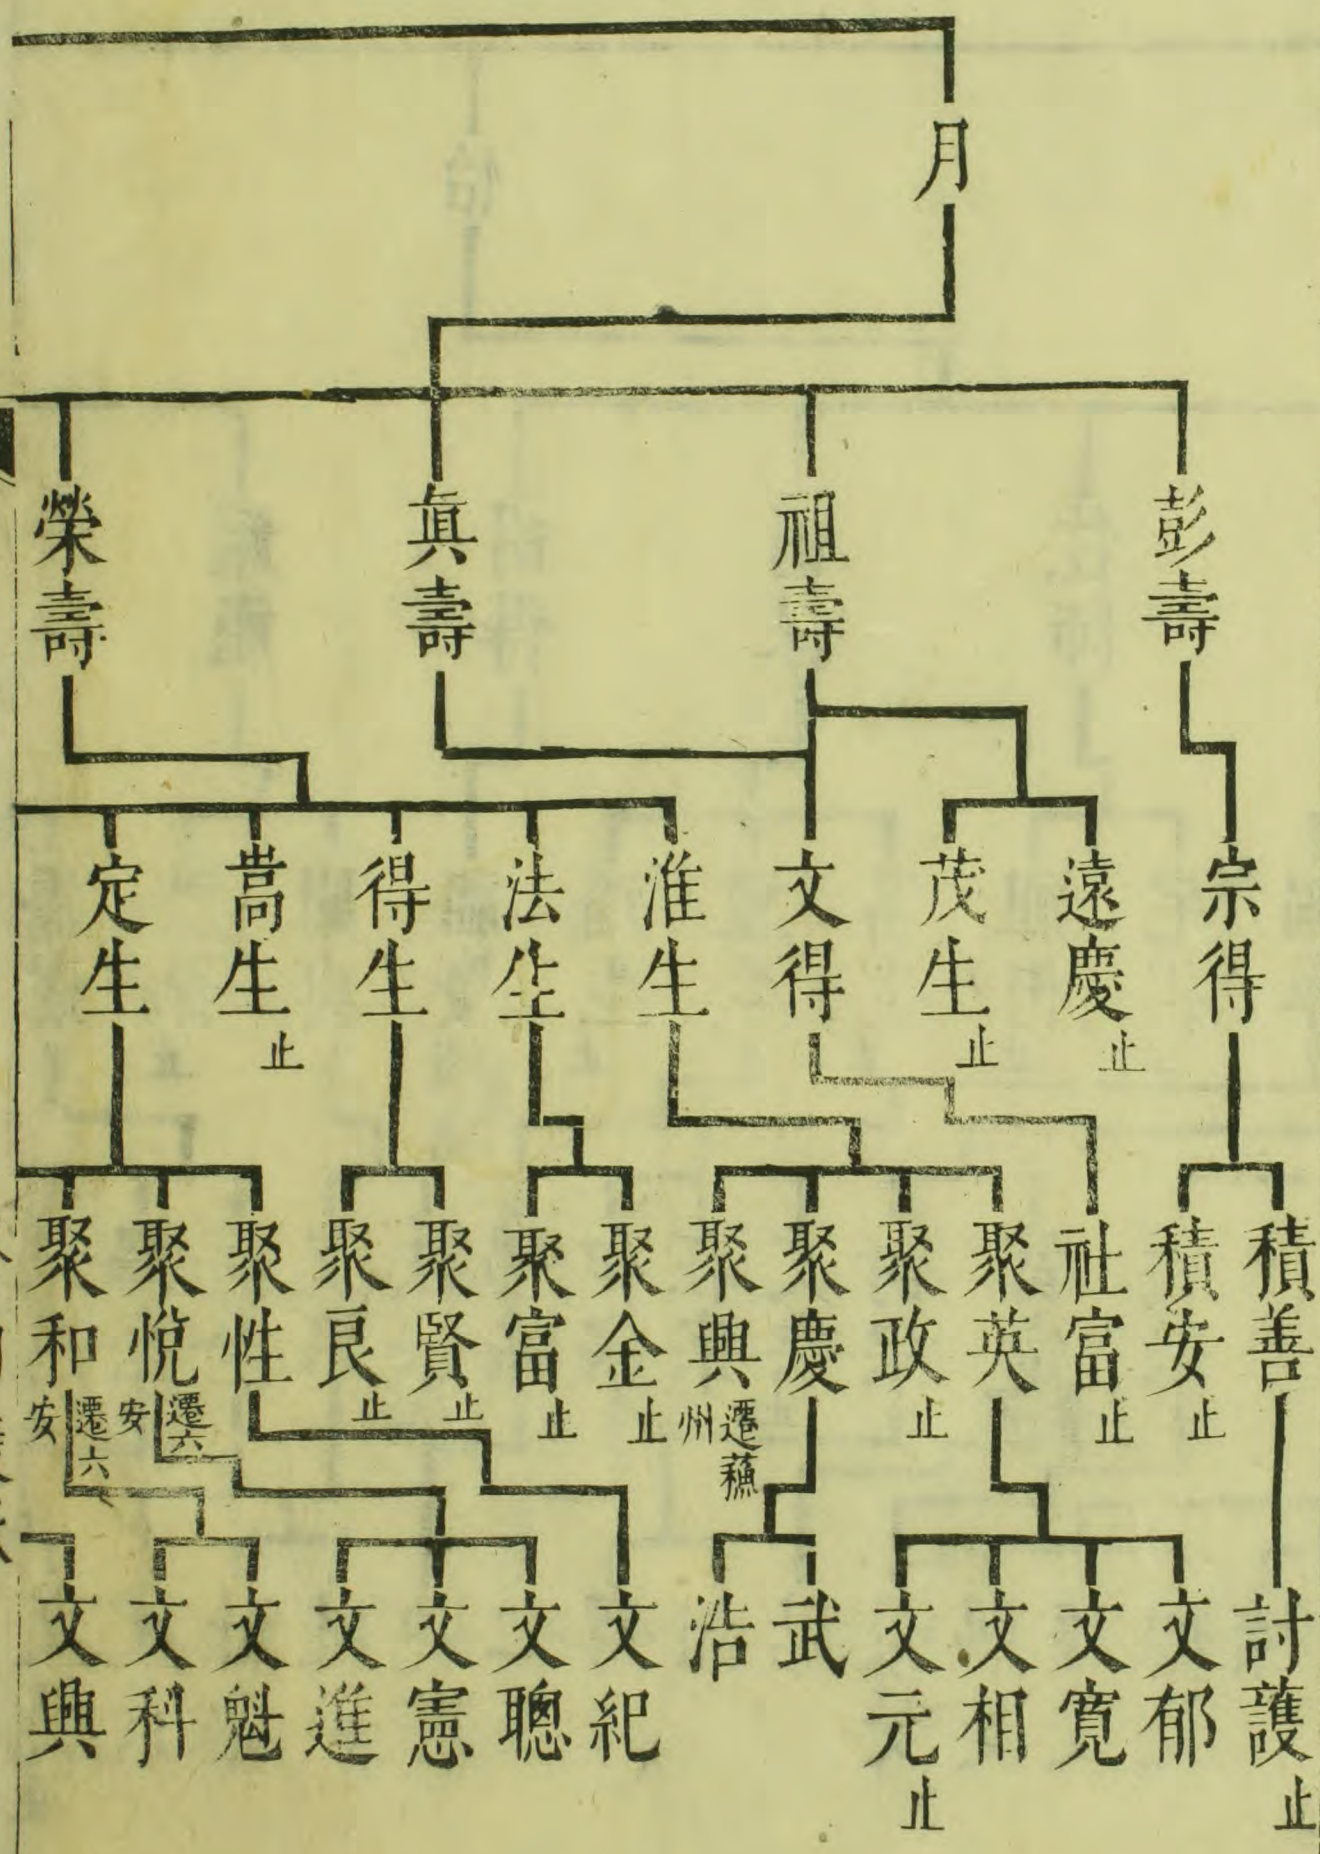 月
彭壽
祖壽
眞壽
榮壽
宗得
遠慶 止
茂生 止
文得
淮生
法生
得生
嵩生 止
定生
積善
積安 止
社富 止
聚英
聚政 止
聚慶
聚興 遷蘇州
聚金 止
聚富 止
聚賢 止
聚良 止
聚性
聚悅 遷六安
聚和 遷六安
討護 止
文郁
文寬
文相
文元 止
武
浩
文紀
文聰
文憲
文進
文魁
文科
文興